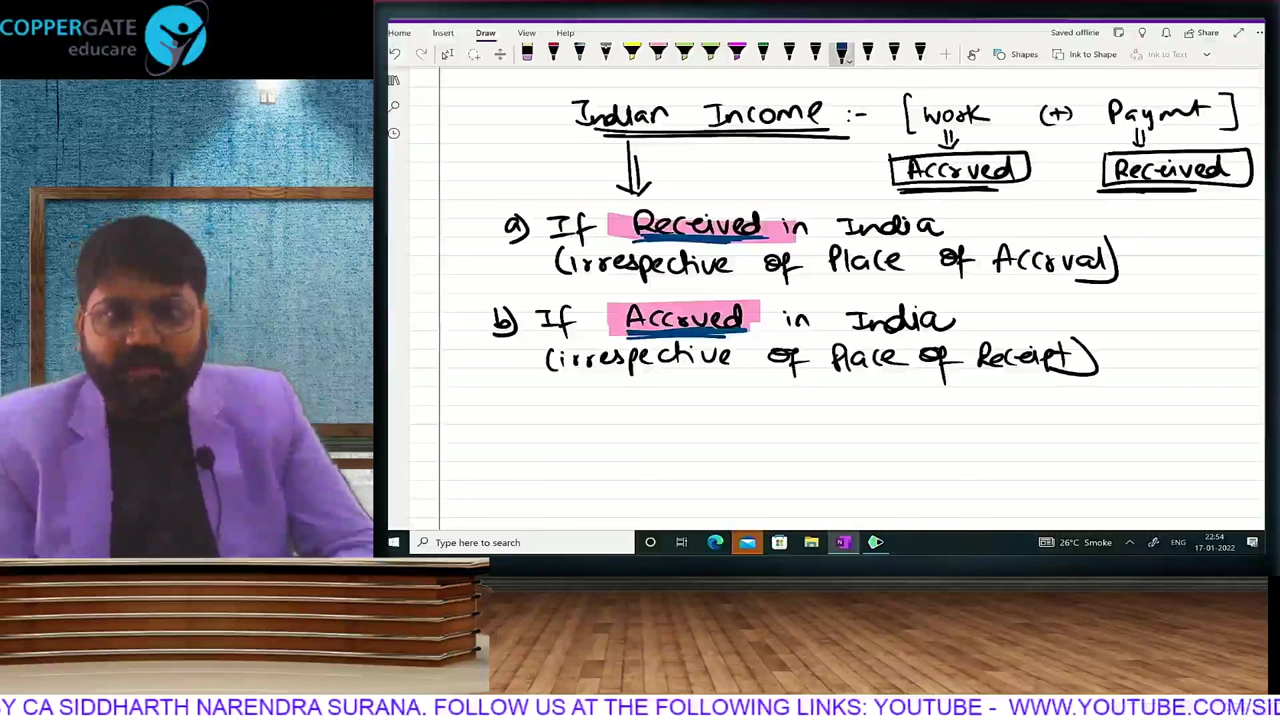 COPPERGATE
educare
Home Insert Draw View Help
Saved offline
Share
Shapes
Ink to Shape
Ink to Text
Indian Income :- [Work (+) Paymt]
Accrued Received
a) If Received in India
(irrespective of Place of Accrual)
b) If Accrued in India
(irrespective of Place of Receipt)
Type here to search
26°C Smoke
ENG
22:54
17-01-2022
BY CA SIDDHARTH NARENDRA SURANA. FOLLOW US AT THE FOLLOWING LINKS: YOUTUBE - WWW.YOUTUBE.COM/SID